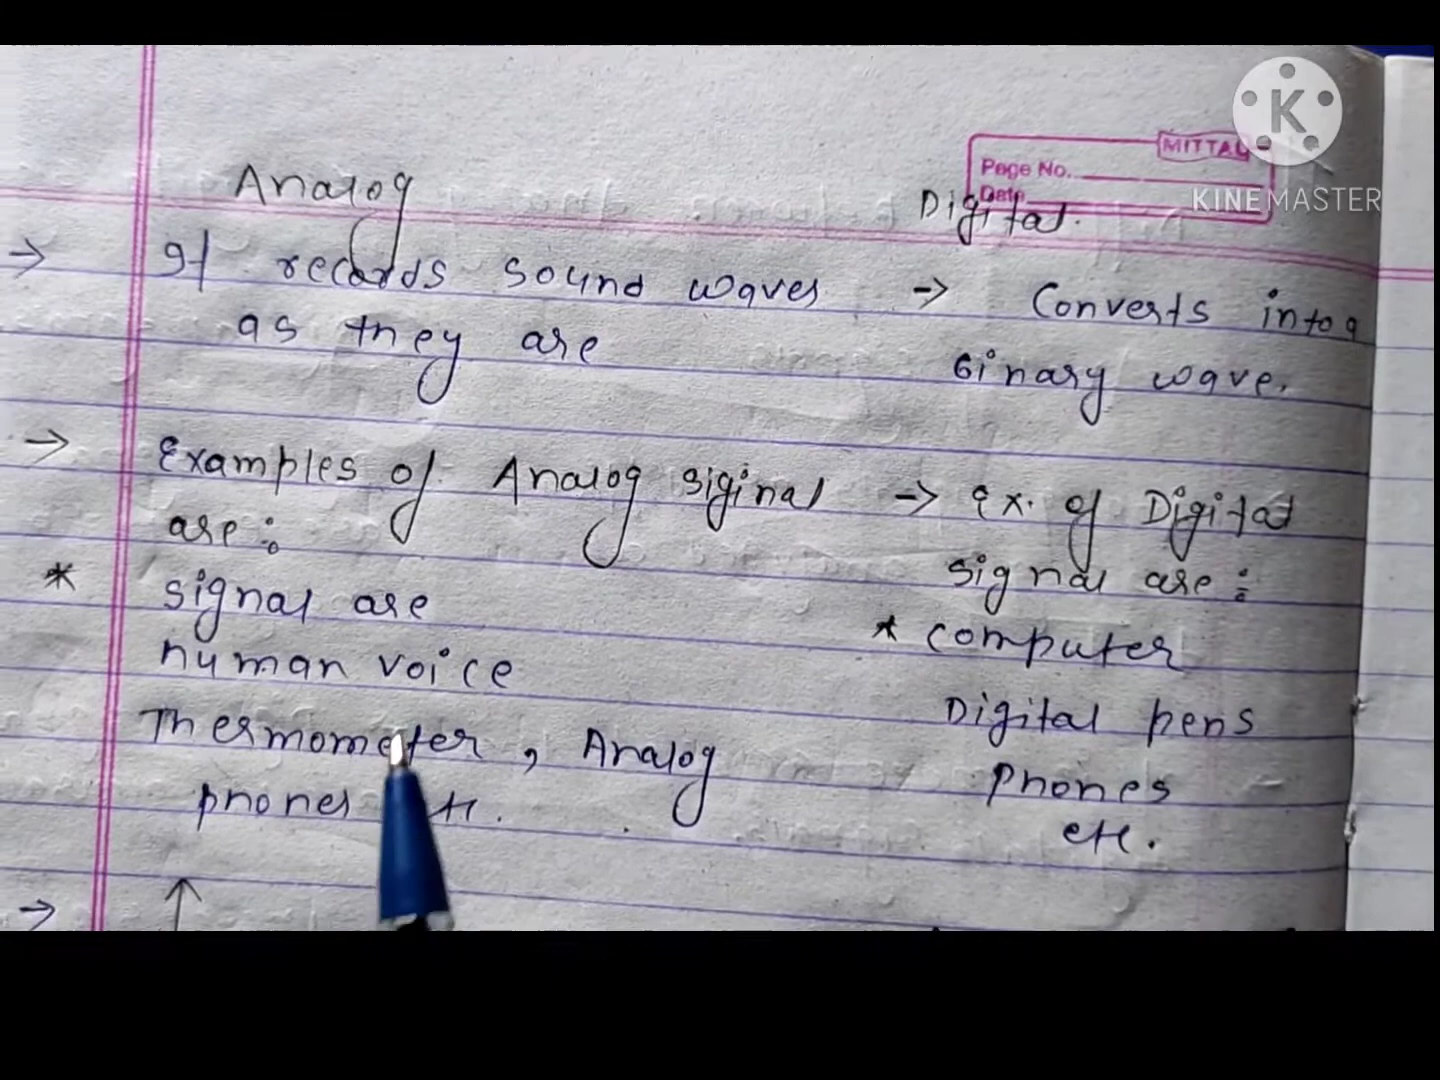 MITTAL
Page No.
Date
K
KINEMASTER
Analog
Digital.
→ It records sound waves
as they are
→ Converts into a
Binary wave.
→ Examples of Analog siginal
are:
* signal are
human voice
Thermometer, Analog
phones etc.
→ Ex. of Digital
signal are:
* computer
Digital pens
phones
etc.
→ ↑